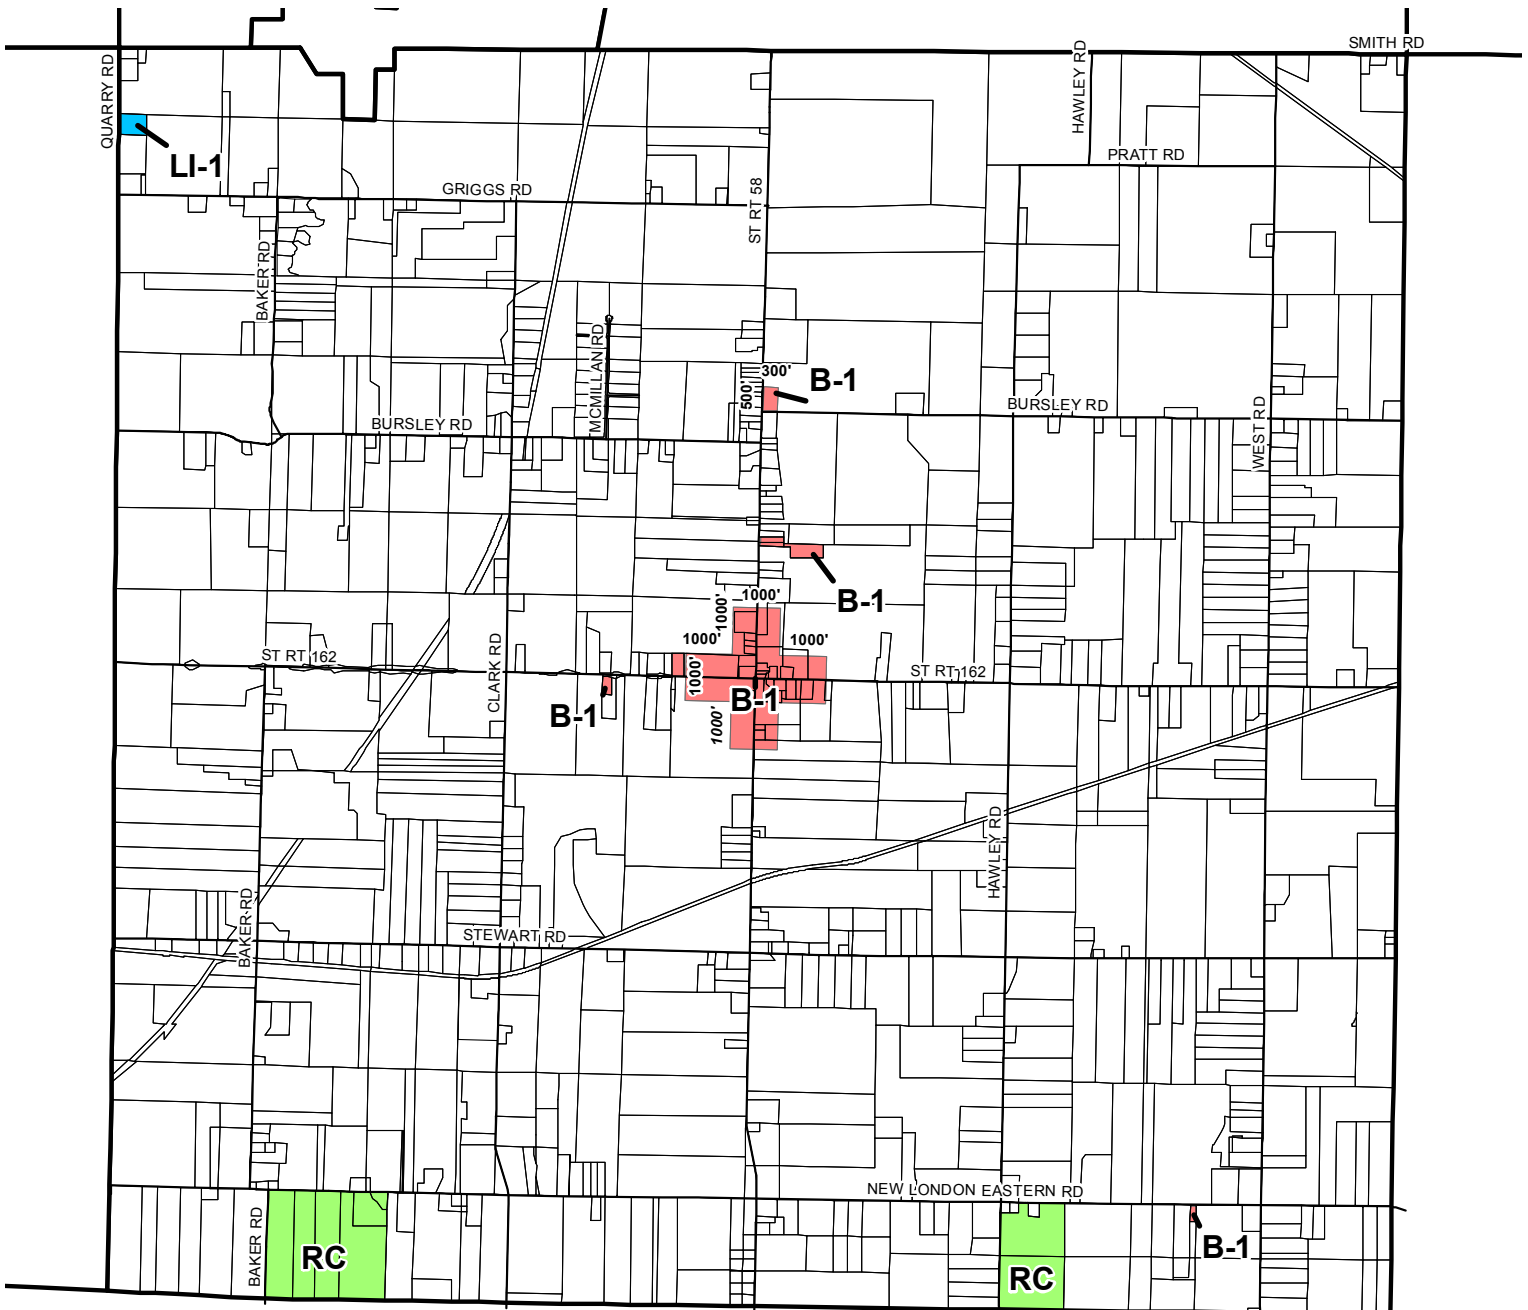 SMITH RD
QUARRY RD
HAWLEY RD
LI-1
PRATT RD
GRIGGS RD
ST RT 58
BAKER RD
MCMILLAN RD
300'
B-1
500'
BURSLEY RD
BURSLEY RD
WEST RD
B-1
1000'
1000'
1000'
1000'
ST RT 162
CLARK RD
1000'
ST RT 162
B-1
B-1
1000'
HAWLEY RD
BAKER RD
STEWART RD
NEW LONDON EASTERN RD
BAKER RD
RC
B-1
RC